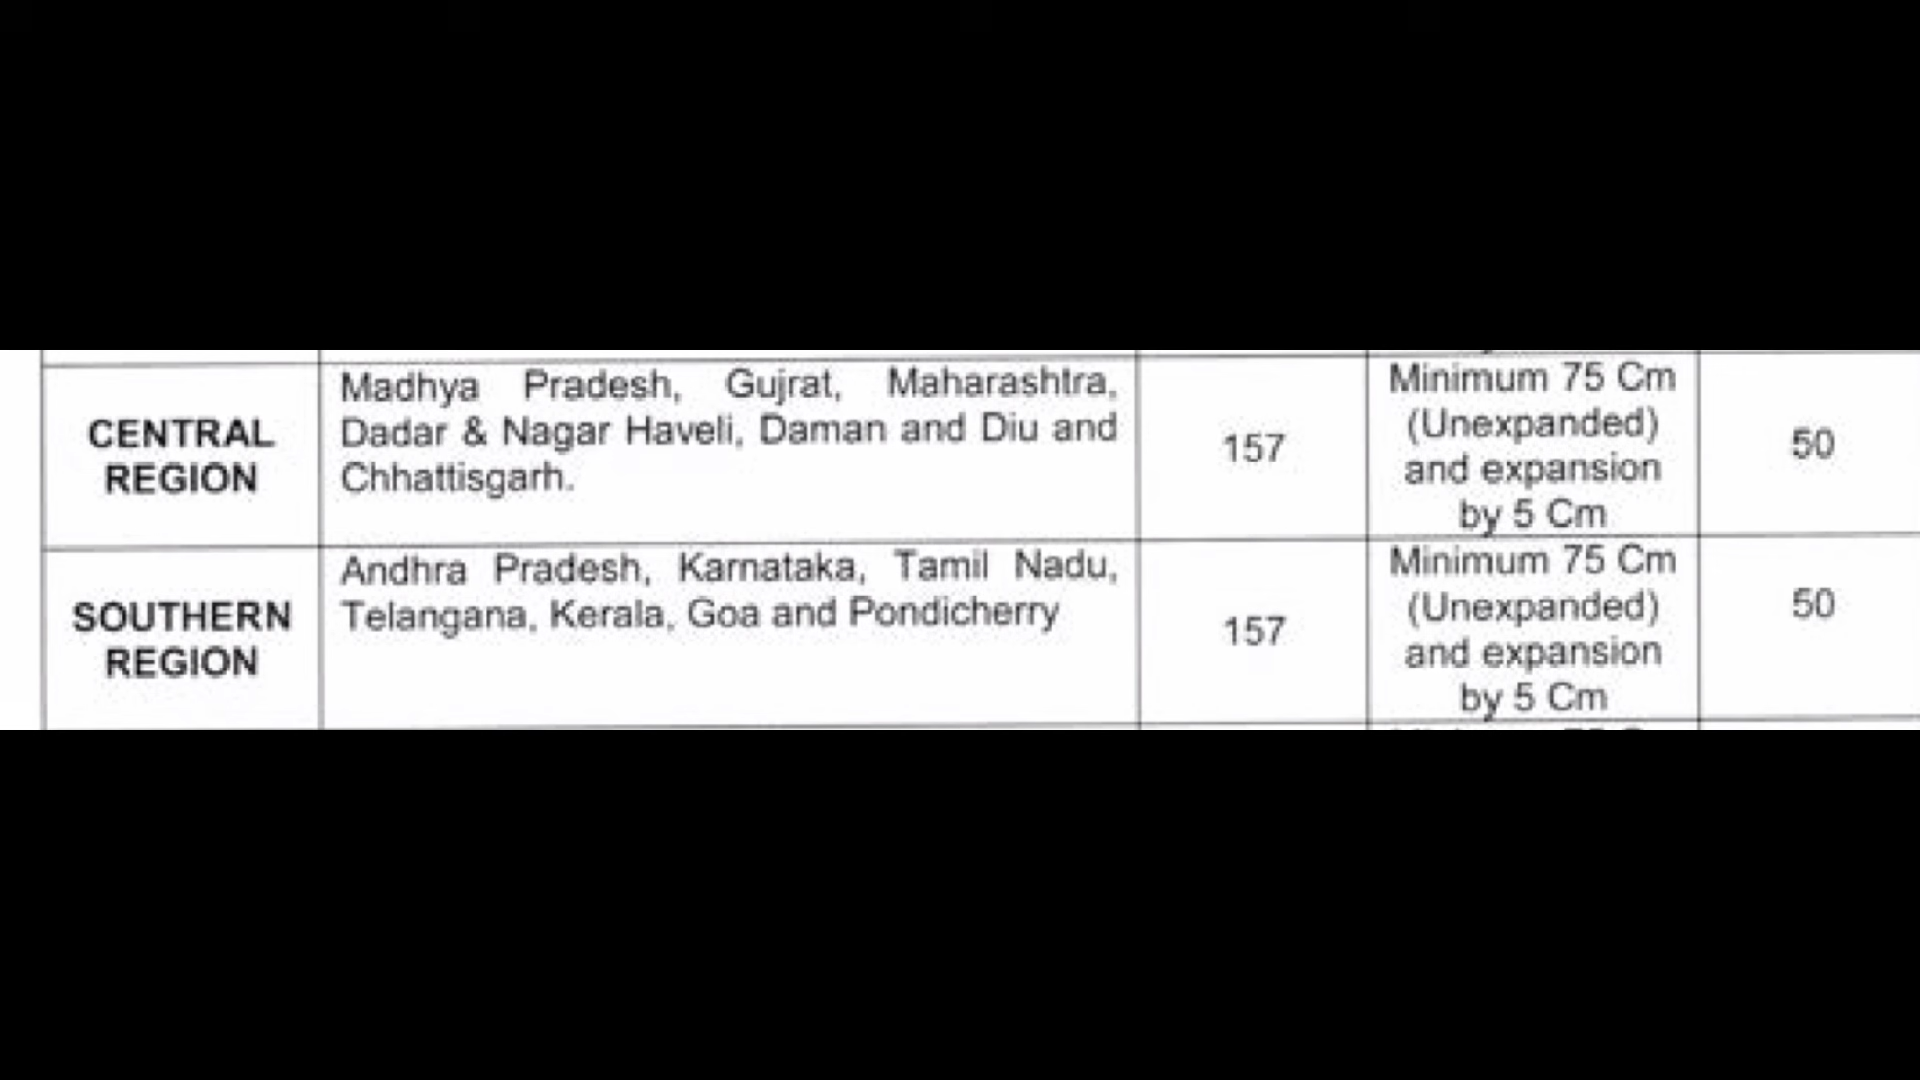 CENTRAL
REGION
Madhya Pradesh, Gujrat, Maharashtra,
Dadar & Nagar Haveli, Daman and Diu and
Chhattisgarh.
157
Minimum 75 Cm
(Unexpanded)
and expansion
by 5 Cm
50
SOUTHERN
REGION
Andhra Pradesh, Karnataka, Tamil Nadu,
Telangana, Kerala, Goa and Pondicherry
157
Minimum 75 Cm
(Unexpanded)
and expansion
by 5 Cm
50